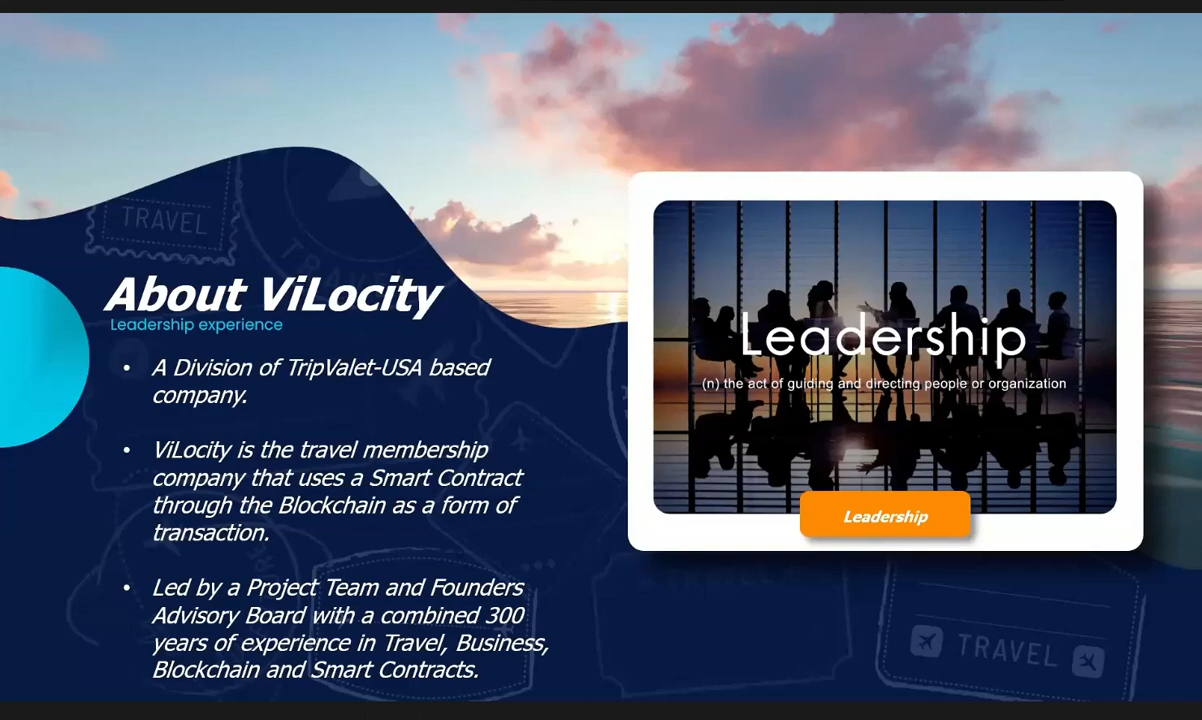 TRAVEL
About ViLocity
Leadership experience
• A Division of TripValet-USA based
company.
• ViLocity is the travel membership
company that uses a Smart Contract
through the Blockchain as a form of
transaction.
• Led by a Project Team and Founders
Advisory Board with a combined 300
years of experience in Travel, Business,
Blockchain and Smart Contracts.
Leadership
(n) the act of guiding and directing people or organization
Leadership
TRAVEL